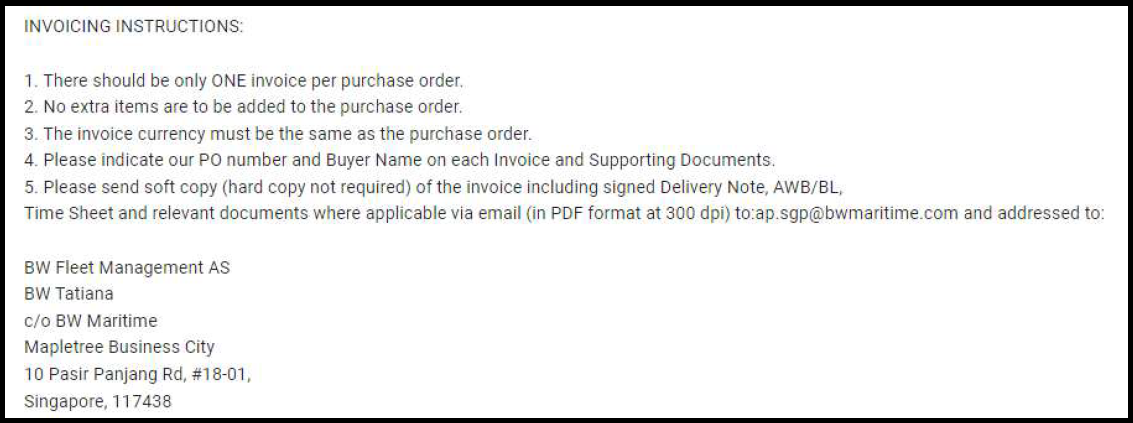 INVOICING INSTRUCTIONS:
1. There should be only ONE invoice per purchase order.
2. No extra items are to be added to the purchase order.
3. The invoice currency must be the same as the purchase order.
4. Please indicate our PO number and Buyer Name on each Invoice and Supporting Documents.
5. Please send soft copy (hard copy not required) of the invoice including signed Delivery Note, AWB/BL,
Time Sheet and relevant documents where applicable via email (in PDF format at 300 dpi) to:ap.sgp@bwmaritime.com and addressed to:
BW Fleet Management AS
BW Tatiana
c/o BW Maritime
Mapletree Business City
10 Pasir Panjang Rd, #18-01,
Singapore, 117438